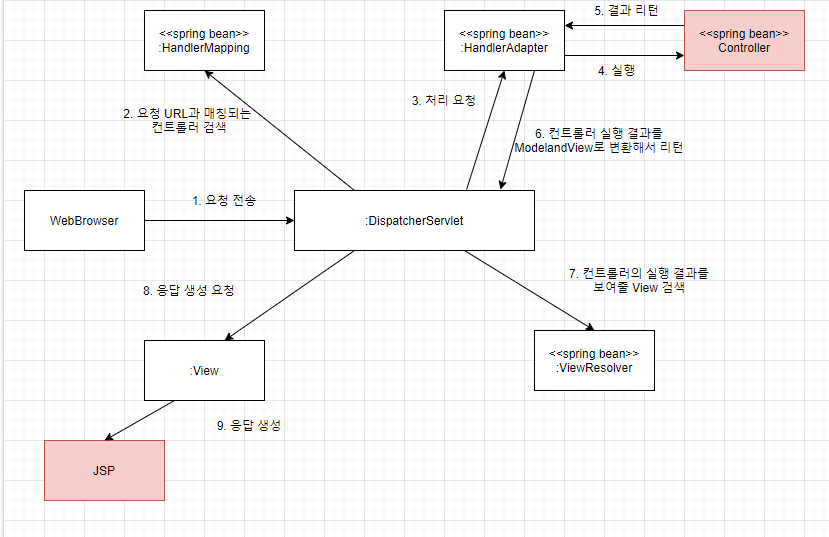 <<spring bean>>
:HandlerMapping
<<spring bean>>
:HandlerAdapter
5. 결과 리턴
4. 실행
<<spring bean>>
Controller
2. 요청 URL과 매칭되는
컨트롤러 검색
3. 처리 요청
6. 컨트롤러 실행 결과를
ModelandView로 변환해서 리턴
WebBrowser
1. 요청 전송
:DispatcherServlet
8. 응답 생성 요청
7. 컨트롤러의 실행 결과를
보여줄 View 검색
:View
<<spring bean>>
:ViewResolver
9. 응답 생성
JSP